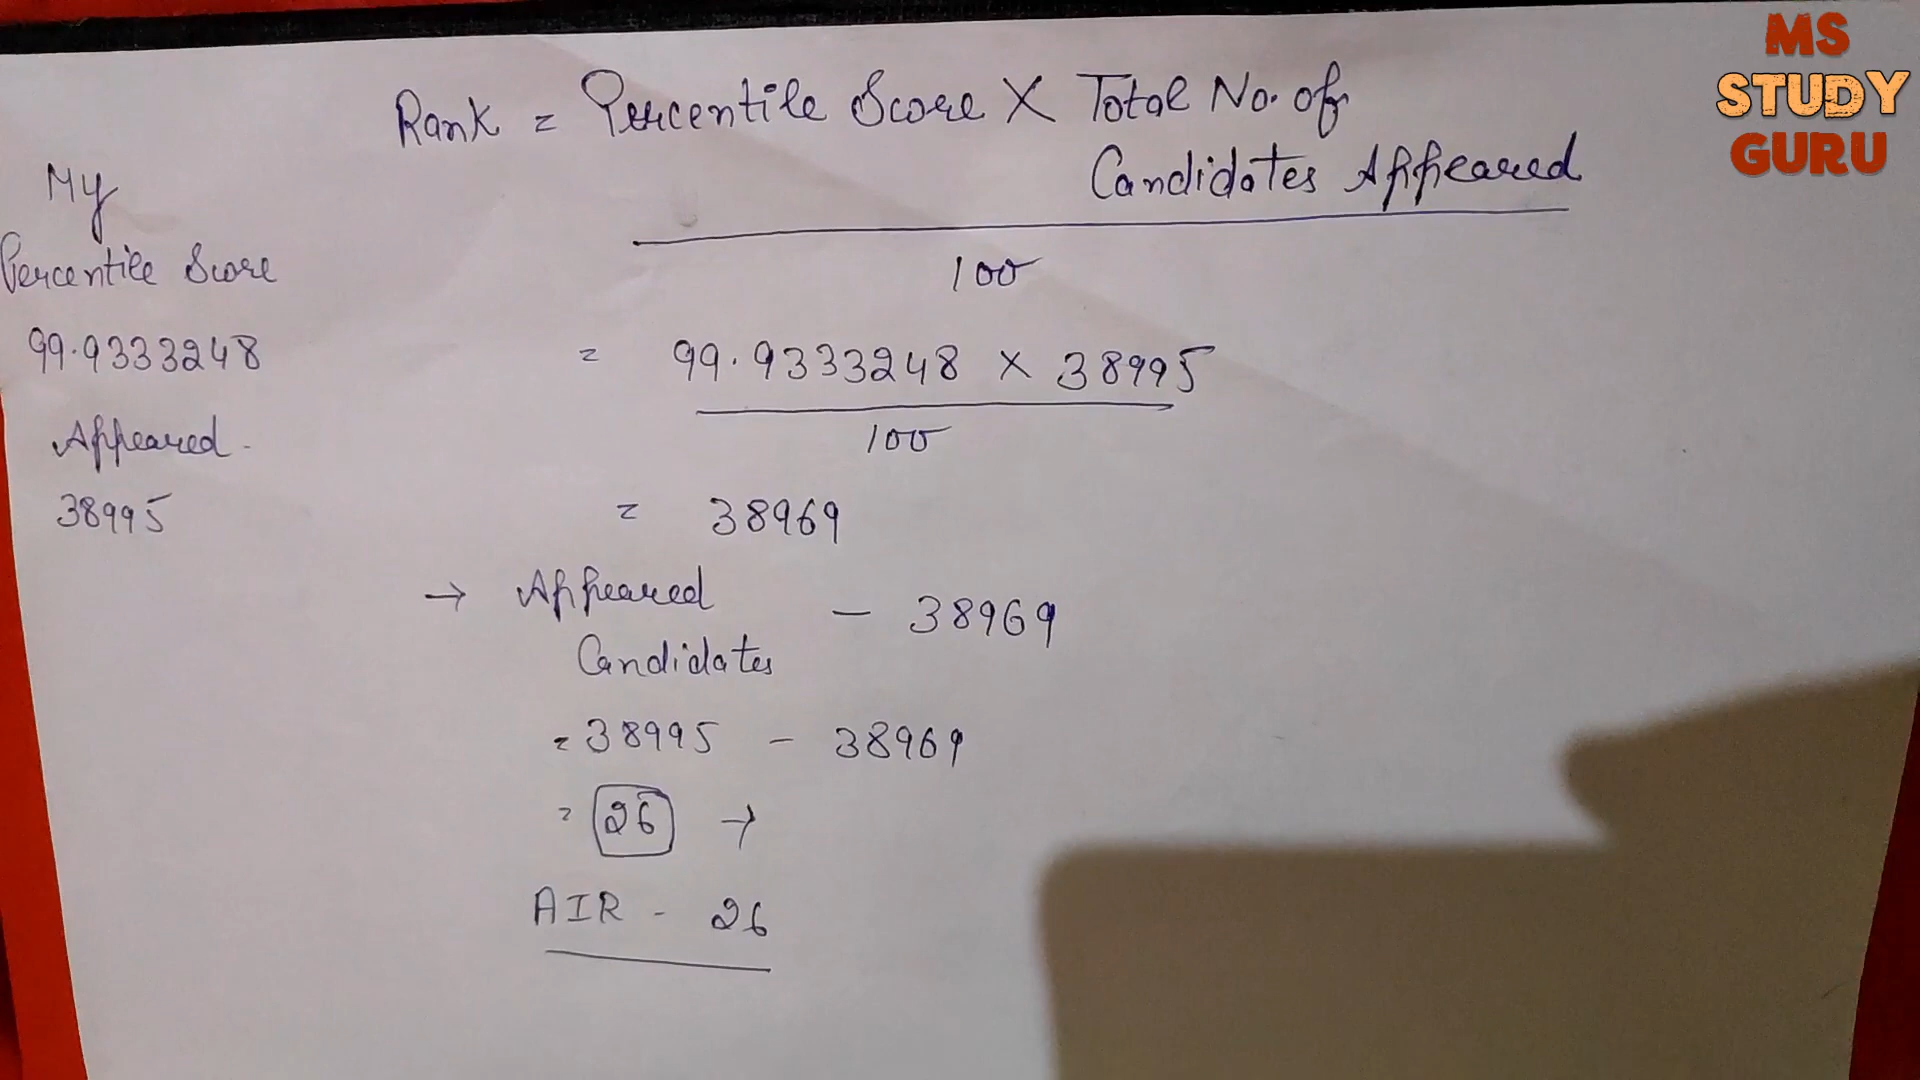 MS
STUDY
GURU
Rank = Percentile Score X Total No. of
Candidates Appeared
100
My
Percentile Score
99.9333248
Appeared -
38995
= 99.9333248 X 38995
100
= 38969
→ Appeared
Candidates - 38969
= 38995 - 38969
= 26 →
AIR - 26